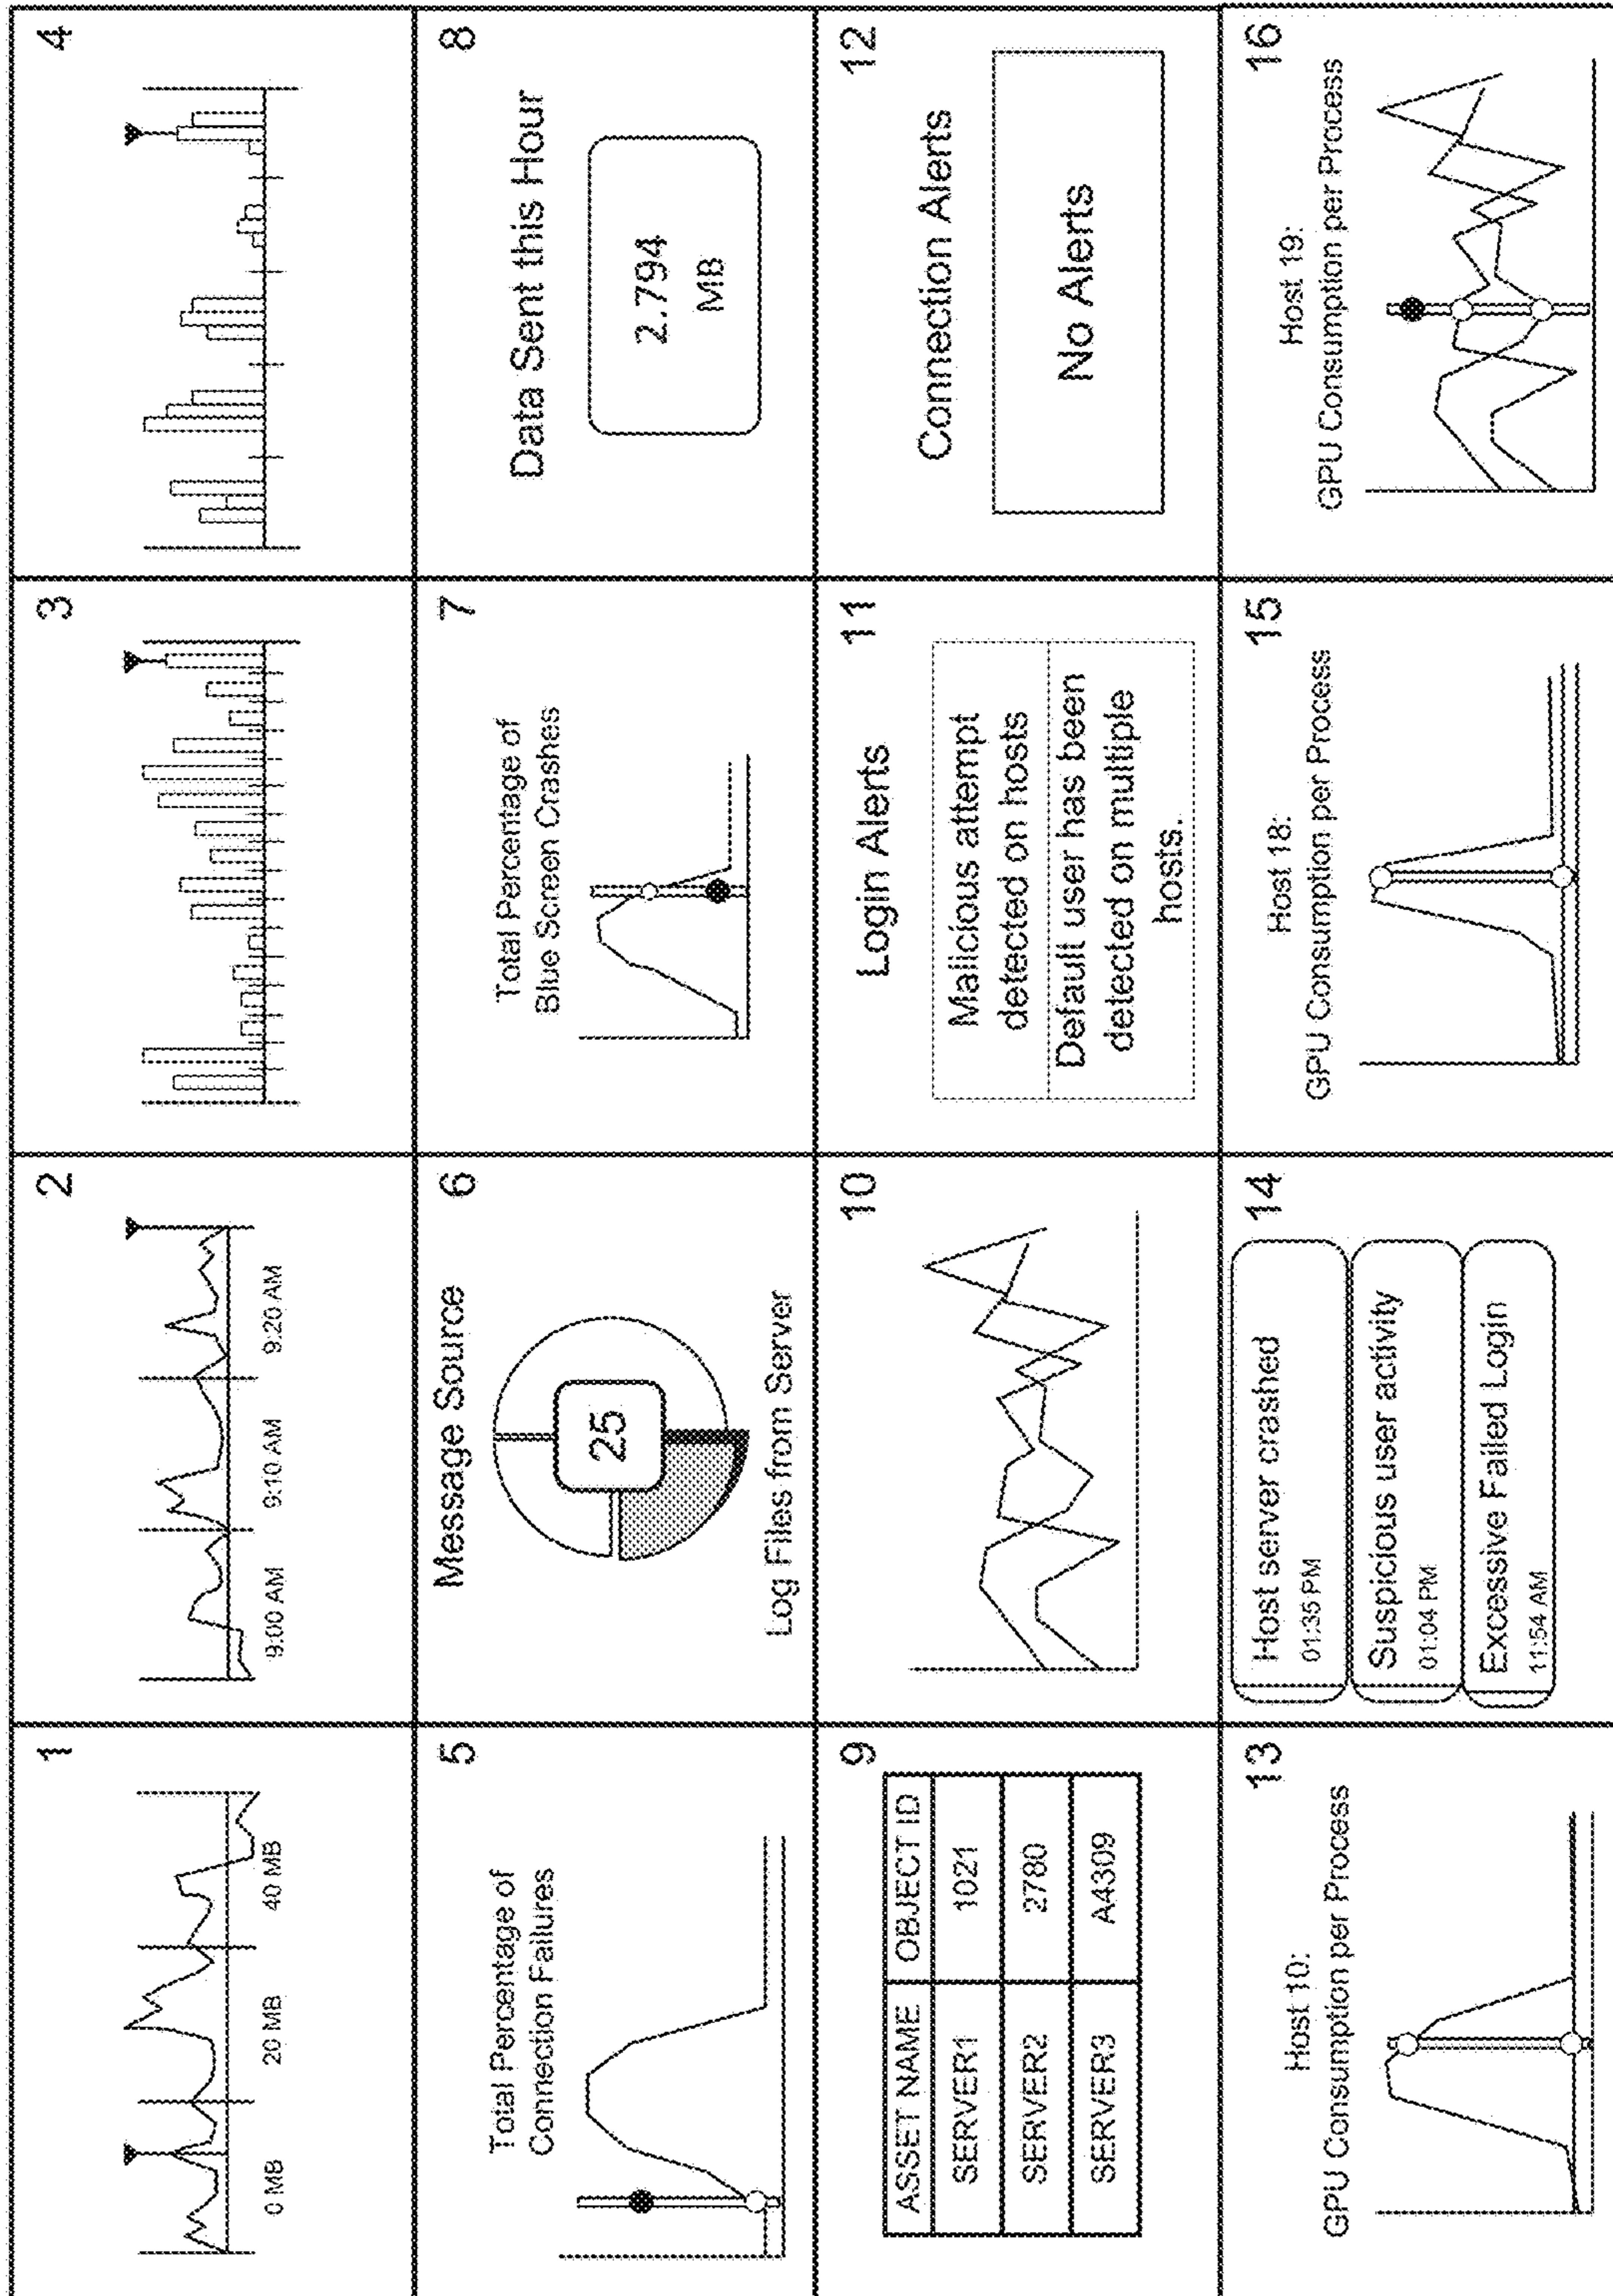 1
0 MB 20 MB 40 MB
2
9:00 AM 9:10 AM 9:20 AM
3
4
5
Total Percentage of
Connection Failures
6
Message Source
25
Log Files from Server
7
Total Percentage of
Blue Screen Crashes
8
Data Sent this Hour
2.794
MB
9
ASSET NAME OBJECT ID
SERVER1 1021
SERVER2 2780
SERVER3 A4309
10
11
Login Alerts
Malicious attempt
detected on hosts
Default user has been
detected on multiple
hosts.
12
Connection Alerts
No Alerts
13
Host 10:
GPU Consumption per Process
14
Host server crashed
01:35 PM
Suspicious user activity
01:04 PM
Excessive Failed Login
11:54 AM
15
Host 18:
GPU Consumption per Process
16
Host 19:
GPU Consumption per Process